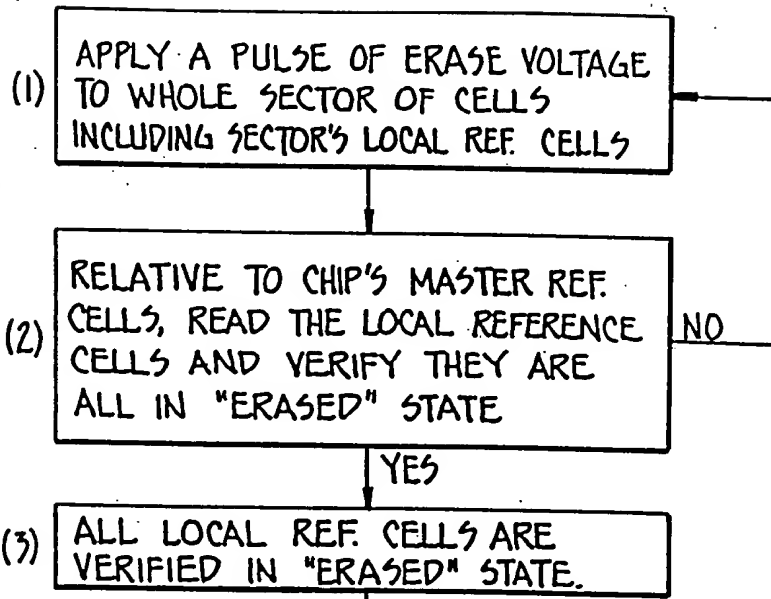 (1)
APPLY A PULSE OF ERASE VOLTAGE
TO WHOLE SECTOR OF CELLS
INCLUDING SECTOR'S LOCAL REF. CELLS
(2)
RELATIVE TO CHIP'S MASTER REF.
CELLS, READ THE LOCAL REFERENCE
CELLS AND VERIFY THEY ARE
ALL IN "ERASED" STATE
NO
YES
(3)
ALL LOCAL REF. CELLS ARE
VERIFIED IN "ERASED" STATE.